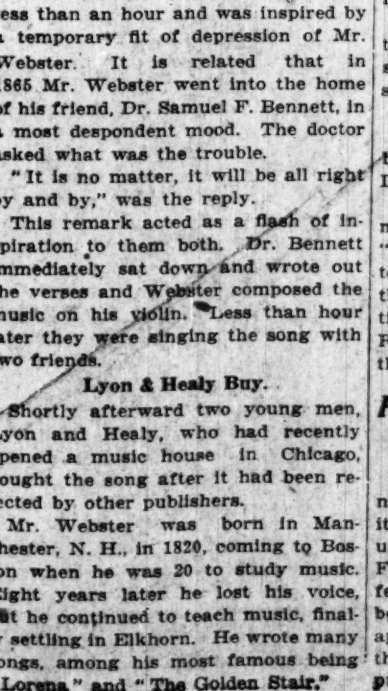 less than an hour and was inspired by
a temporary fit of depression of Mr.
Webster. It is related that in
1865 Mr. Webster went into the home
of his friend, Dr. Samuel F. Bennett, in
a most despondent mood. The doctor
asked what was the trouble.
"It is no matter, it will be all right
by and by," was the reply.
This remark acted as a flash of in-
spiration to them both. Dr. Bennett
immediately sat down and wrote out
the verses and Webster composed the
music on his violin. Less than hour
later they were singing the song with
two friends.
Lyon & Healy Buy.
Shortly afterward two young men,
Lyon and Healy, who had recently
opened a music house in Chicago,
bought the song after it had been re-
jected by other publishers.
Mr. Webster was born in Man-
chester, N. H., in 1820, coming to Bos-
ton when he was 20 to study music.
Eight years later he lost his voice,
but he continued to teach music, final-
ly settling in Elkhorn. He wrote many
songs, among his most famous being
"Lorena" and "The Golden Stair."